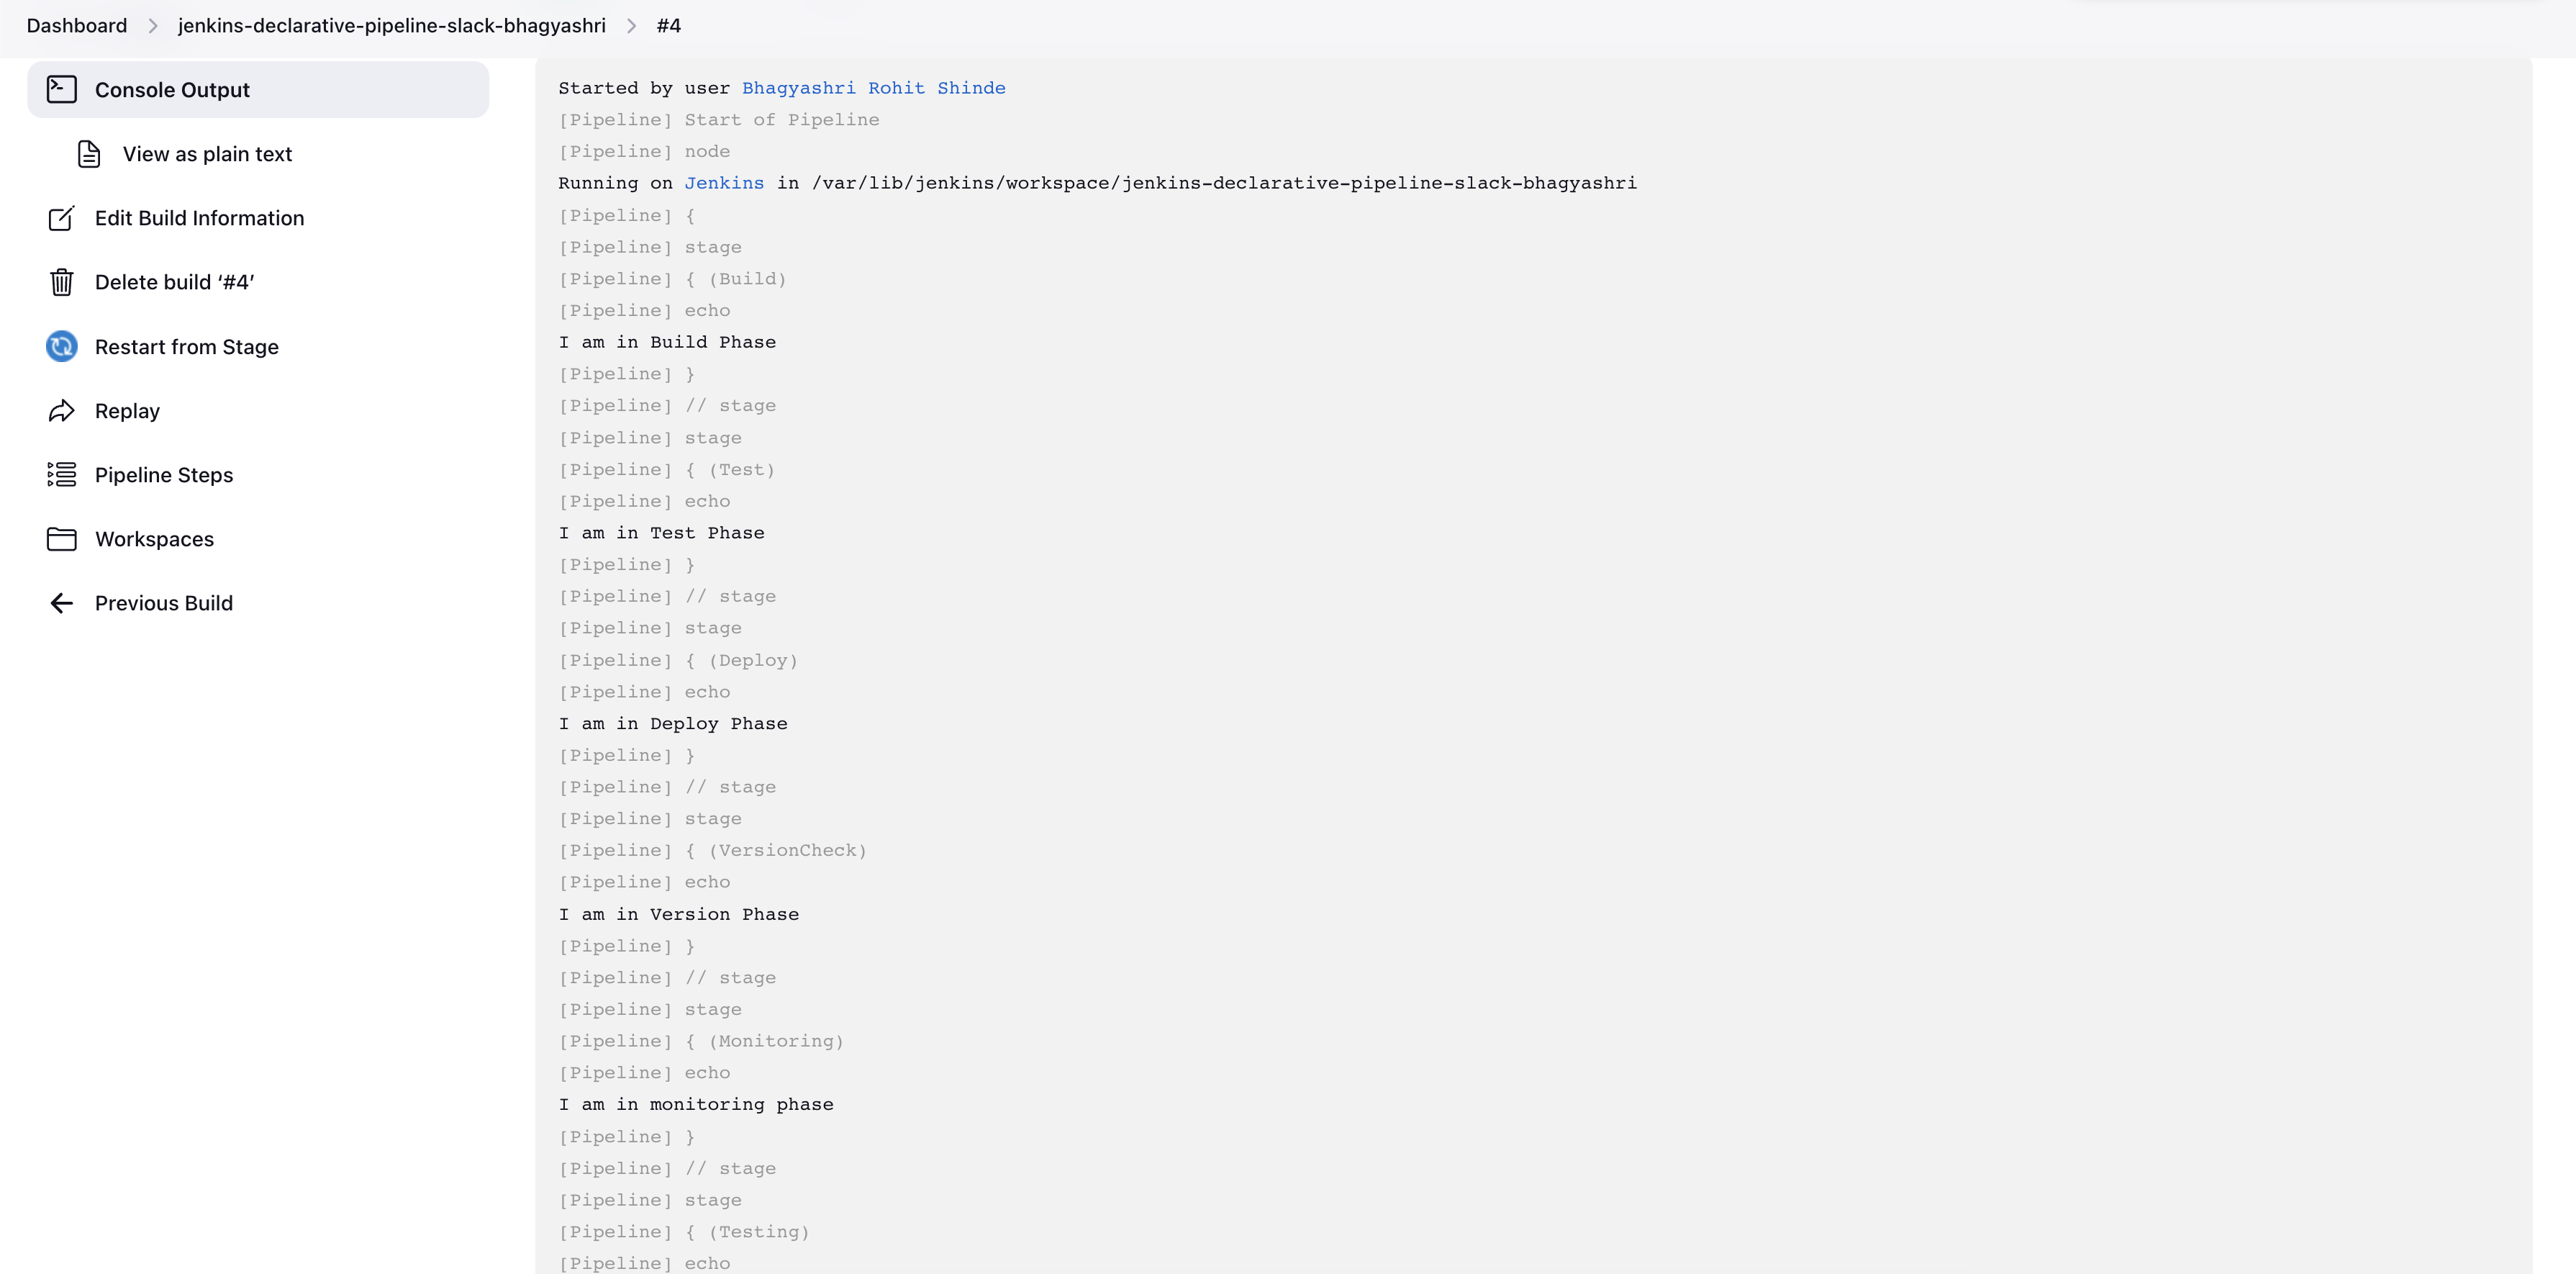 Dashboard > jenkins-declarative-pipeline-slack-bhagyashri > #4
Console Output
View as plain text
Edit Build Information
Delete build ‘#4’
Restart from Stage
Replay
Pipeline Steps
Workspaces
Previous Build
Started by user Bhagyashri Rohit Shinde
[Pipeline] Start of Pipeline
[Pipeline] node
Running on Jenkins in /var/lib/jenkins/workspace/jenkins-declarative-pipeline-slack-bhagyashri
[Pipeline] {
[Pipeline] stage
[Pipeline] { (Build)
[Pipeline] echo
I am in Build Phase
[Pipeline] }
[Pipeline] // stage
[Pipeline] stage
[Pipeline] { (Test)
[Pipeline] echo
I am in Test Phase
[Pipeline] }
[Pipeline] // stage
[Pipeline] stage
[Pipeline] { (Deploy)
[Pipeline] echo
I am in Deploy Phase
[Pipeline] }
[Pipeline] // stage
[Pipeline] stage
[Pipeline] { (VersionCheck)
[Pipeline] echo
I am in Version Phase
[Pipeline] }
[Pipeline] // stage
[Pipeline] stage
[Pipeline] { (Monitoring)
[Pipeline] echo
I am in monitoring phase
[Pipeline] }
[Pipeline] // stage
[Pipeline] stage
[Pipeline] { (Testing)
[Pipeline] echo